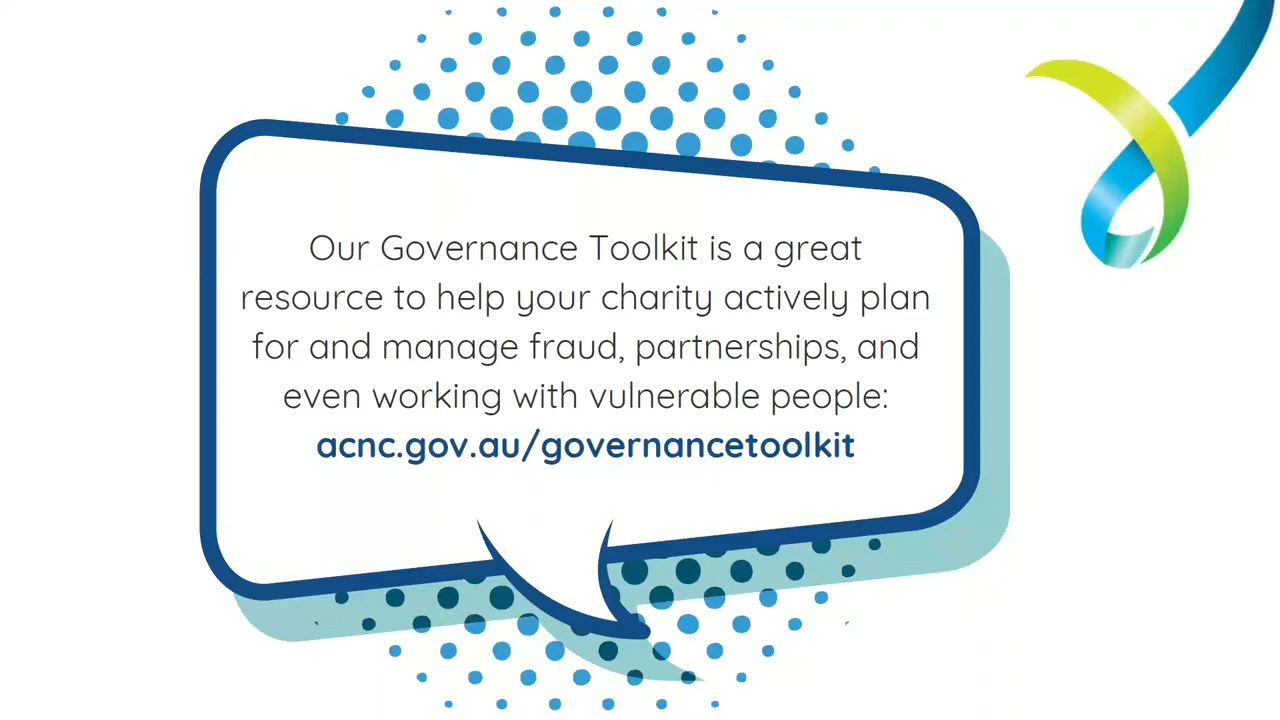 Our Governance Toolkit is a great
resource to help your charity actively plan
for and manage fraud, partnerships, and
even working with vulnerable people:
acnc.gov.au/governancetoolkit